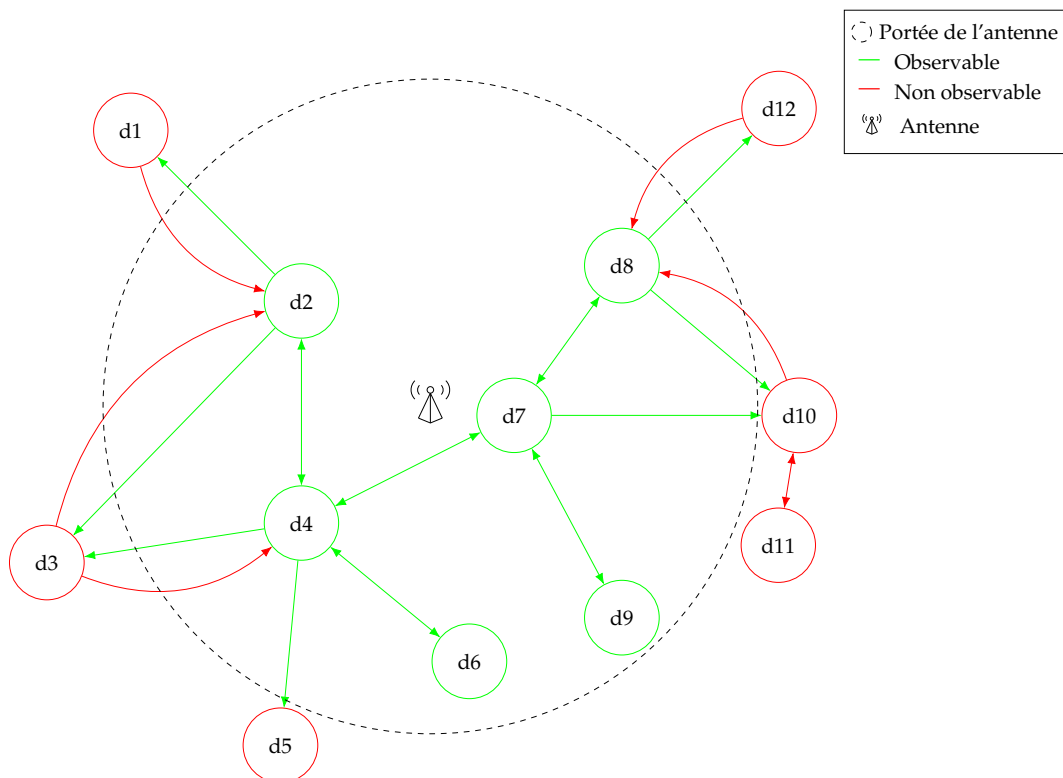 Portée de l'antenne
Observable
Non observable
Antenne
d1
d12
d8
d2
d7
d10
d4
d11
d3
d9
d6
d5